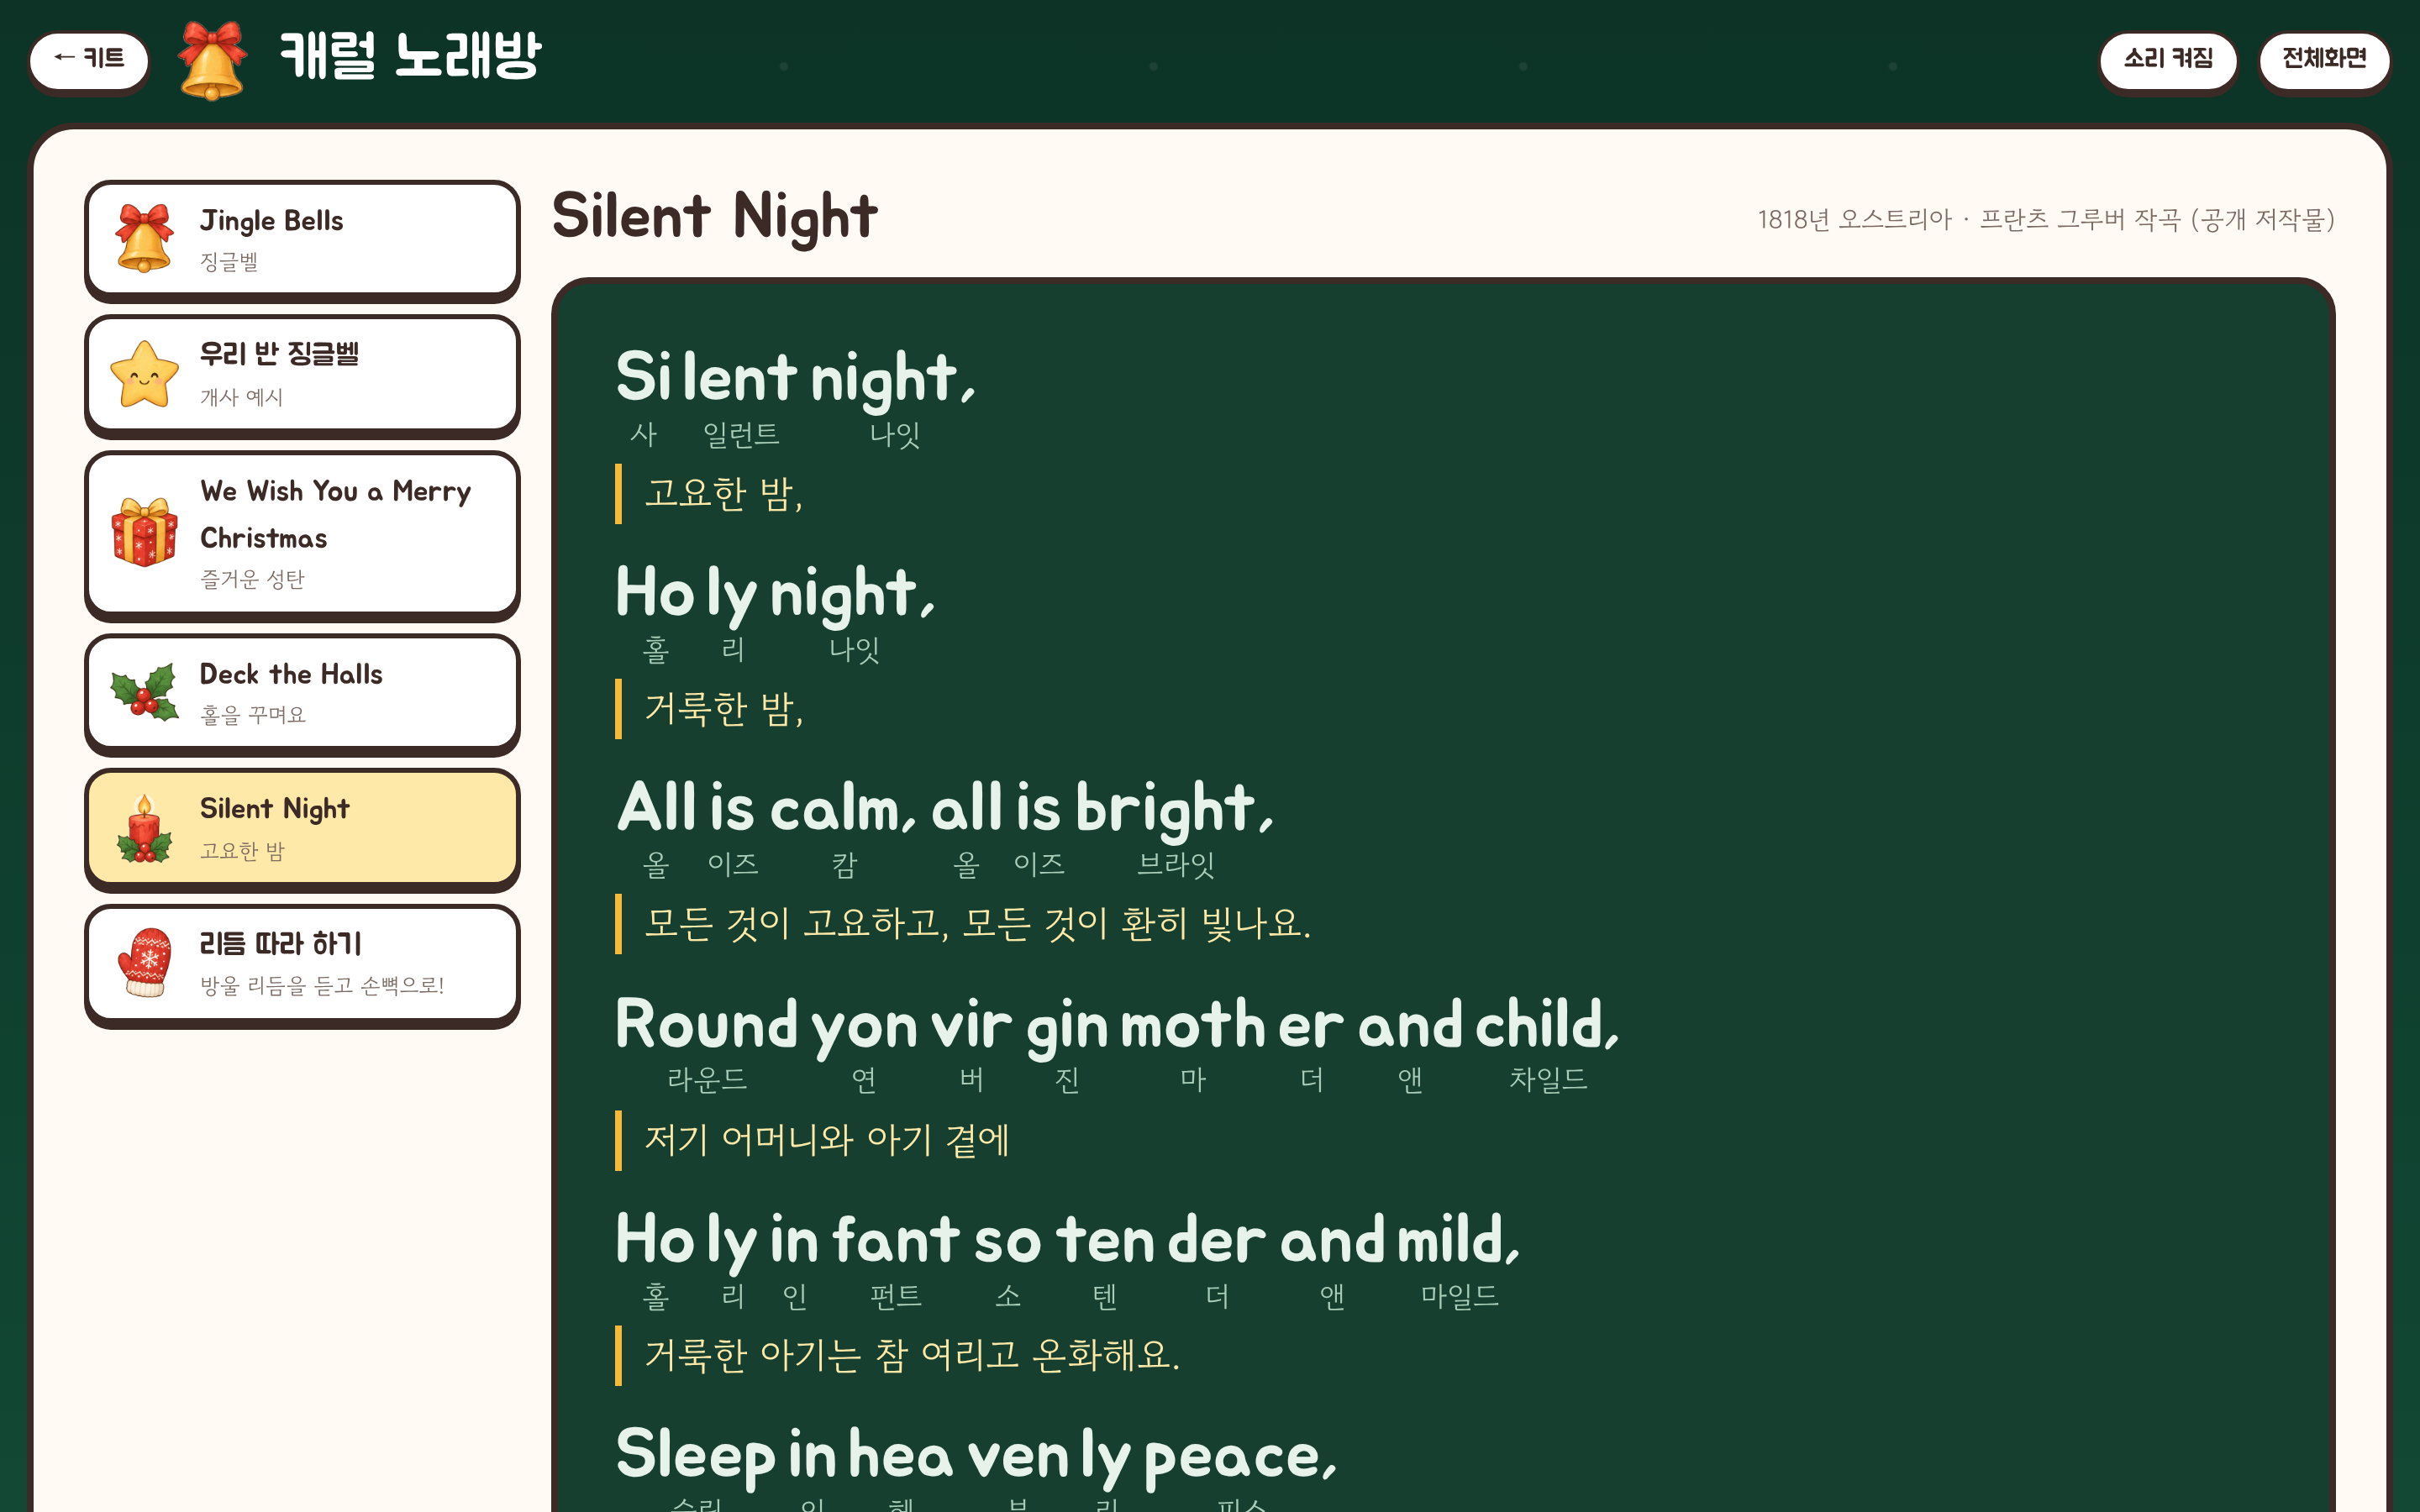 ← 키트
캐럴 노래방
소리 켜짐
전체화면
Jingle Bells
징글벨
우리 반 징글벨
개사 예시
We Wish You a Merry
Christmas
즐거운 성탄
Deck the Halls
홀을 꾸며요
Silent Night
고요한 밤
리듬 따라 하기
방울 리듬을 듣고 손뼉으로!
Silent Night
1818년 오스트리아 · 프란츠 그루버 작곡 (공개 저작물)
Si lent night,
사 일런트 나잇
고요한 밤,
Ho ly night,
홀 리 나잇
거룩한 밤,
All is calm, all is bright,
올 이즈 캄 올 이즈 브라잇
모든 것이 고요하고, 모든 것이 환히 빛나요.
Round yon vir gin moth er and child,
라운드 연 버 진 마 더 앤 차일드
저기 어머니와 아기 곁에
Ho ly in fant so ten der and mild,
홀 리 인 펀트 소 텐 더 앤 마일드
거룩한 아기는 참 여리고 온화해요.
Sleep in hea ven ly peace,